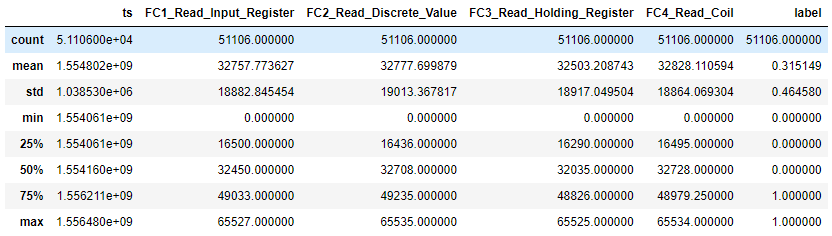 ts FC1_Read_Input_Register FC2_Read_Discrete_Value FC3_Read_Holding_Register FC4_Read_Coil label
count 5.110600e+04 51106.000000 51106.000000 51106.000000 51106.000000 51106.000000
mean 1.554802e+09 32757.773627 32777.699879 32503.208743 32828.110594 0.315149
std 1.038530e+06 18882.845454 19013.367817 18917.049504 18864.069304 0.464580
min 1.554061e+09 0.000000 0.000000 0.000000 0.000000 0.000000
25% 1.554061e+09 16500.000000 16436.000000 16290.000000 16495.000000 0.000000
50% 1.554160e+09 32450.000000 32708.000000 32035.000000 32728.000000 0.000000
75% 1.556211e+09 49033.000000 49235.000000 48826.000000 48979.250000 1.000000
max 1.556480e+09 65527.000000 65535.000000 65525.000000 65534.000000 1.000000